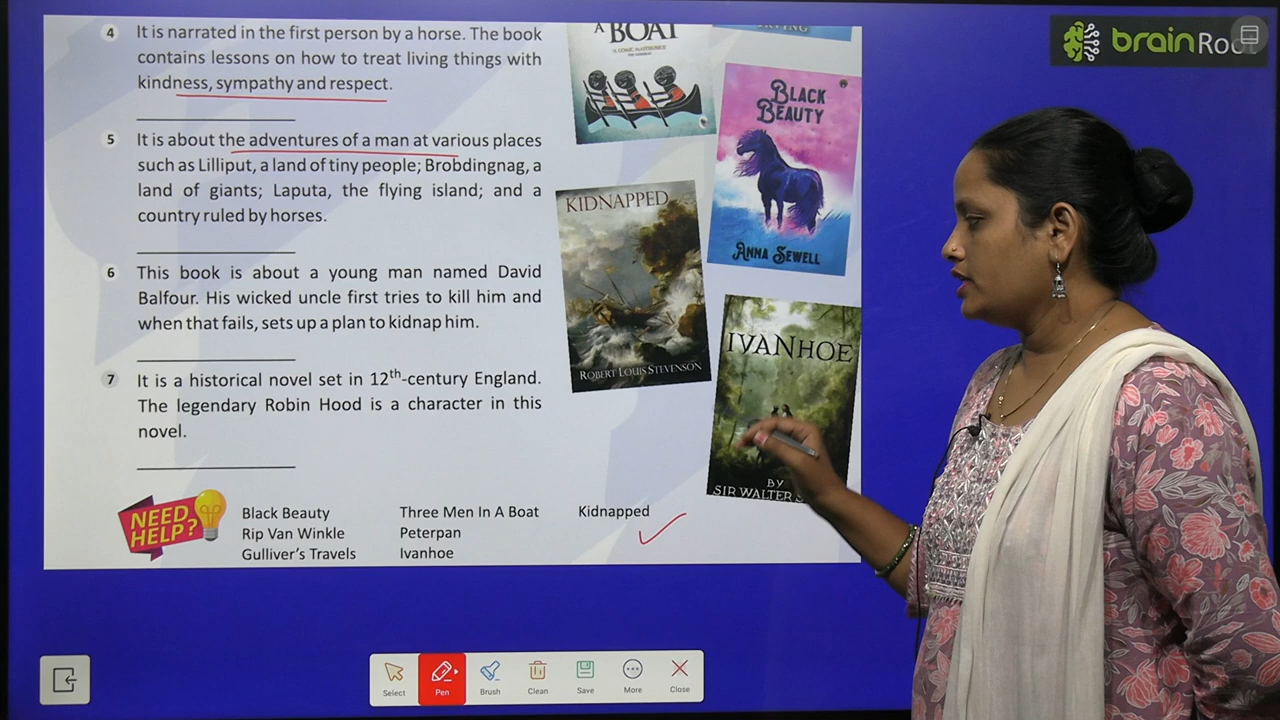 4 It is narrated in the first person by a horse. The book
contains lessons on how to treat living things with
kindness, sympathy and respect.
5 It is about the adventures of a man at various places
such as Lilliput, a land of tiny people; Brobdingnag, a
land of giants; Laputa, the flying island; and a
country ruled by horses.
6 This book is about a young man named David
Balfour. His wicked uncle first tries to kill him and
when that fails, sets up a plan to kidnap him.
7 It is a historical novel set in 12th-century England.
The legendary Robin Hood is a character in this
novel.
NEED
HELP?
Black Beauty Three Men In A Boat Kidnapped
Rip Van Winkle Peterpan
Gulliver's Travels Ivanhoe
A BOAT
BLACK
BEAUTY
ANNA SEWELL
KIDNAPPED
ROBERT LOUIS STEVENSON
IVANHOE
BY
SIR WALTER
brainRoot
Select Pen Brush Clean Save More Close